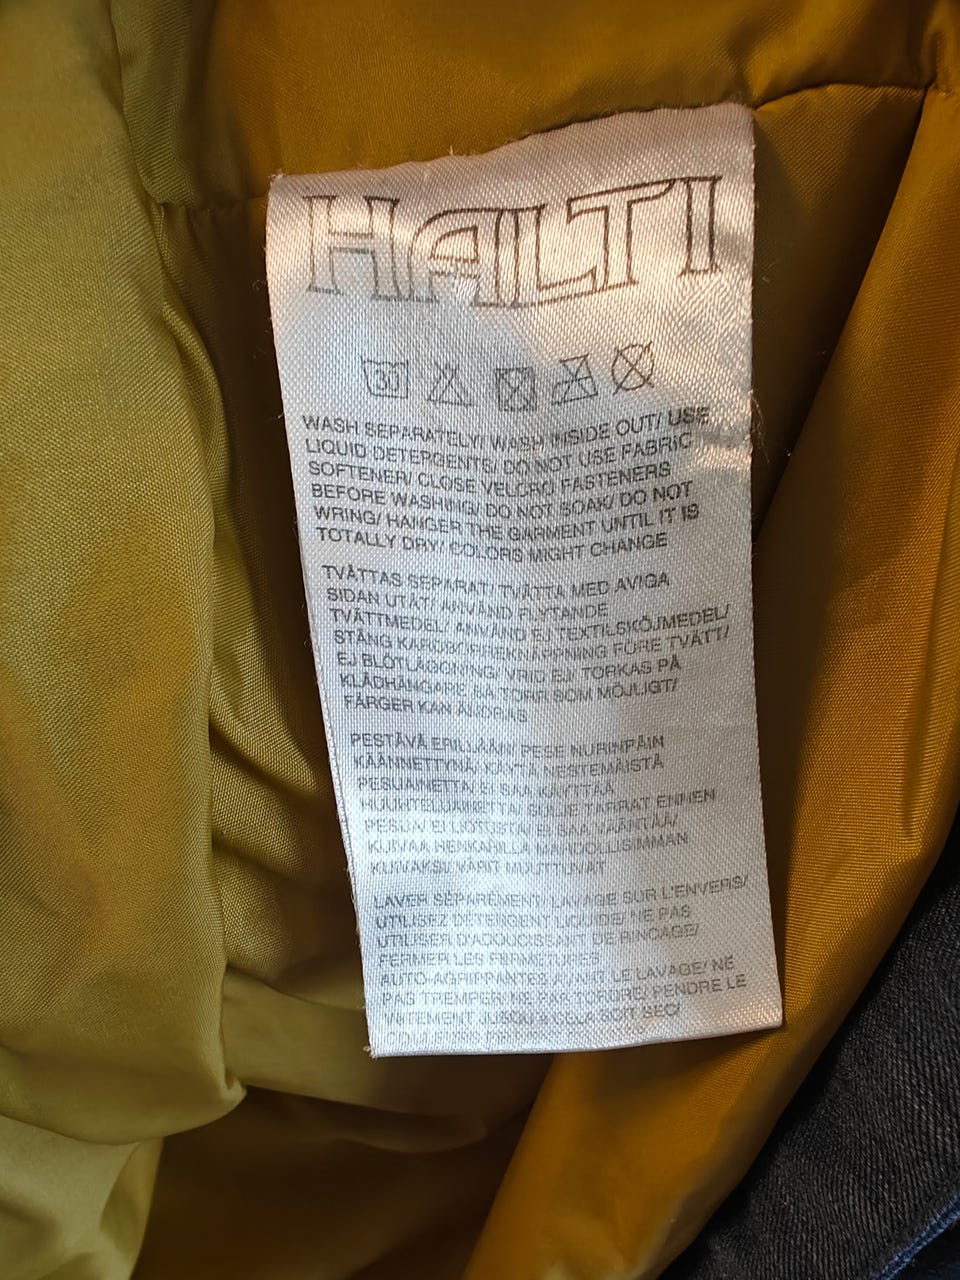 HALTI
30
WASH SEPARATELY/ WASH INSIDE OUT/ USE
LIQUID DETERGENTS/ DO NOT USE FABRIC
SOFTENER/ CLOSE VELCRO FASTENERS
BEFORE WASHING/ DO NOT SOAK/ DO NOT
WRING/ HANGER THE GARMENT UNTIL IT IS
TOTALLY DRY/ COLORS MIGHT CHANGE
TVÄTTAS SEPARAT/ TVÄTTA MED AVIGA
SIDAN UTÅT/ ANVÄND FLYTANDE
TVÄTTMEDEL/ ANVÄND EJ TEXTILSKÖJMEDEL/
STÄNG KARDBORREKNÄPPNING FÖRE TVÄTT/
EJ BLÖTLÄGGNING/ VRID EJ/ TORKAS PÅ
KLÄDHÄNGARE SÅ TORR SOM MÖJLIGT/
FÄRGER KAN ÄNDRAS
PESTÄVÄ ERILLÄÄN/ PESE NURINPÄIN
KÄÄNNETTYNÄ/ KÄYTÄ NESTEMÄISTÄ
PESUAINETTA/ EI SAA KÄYTTÄÄ
HUUHTELUAINETTA/ SULJE TARRAT ENNEN
PESUA/ EI LIOTUSTA/ EI SAA VÄÄNTÄÄ/
KUIVAA HENKARILLA MAHDOLLISIMMAN
KUIVAKSI/ VÄRIT MUUTTUVAT
LAVER SÉPARÉMENT/ LAVAGE SUR L'ENVERS/
UTILISEZ DÉTERGENT LIQUIDE/ NE PAS
UTILISER D'ADOUCISSANT DE RINCAGE/
FERMER LES FERMETURES
AUTO-AGRIPPANTES AVANT LE LAVAGE/ NE
PAS TREMPER/ NE PAR TORDRE/ PENDRE LE
VÊTEMENT JUSQU'À CELA SOIT SEC/